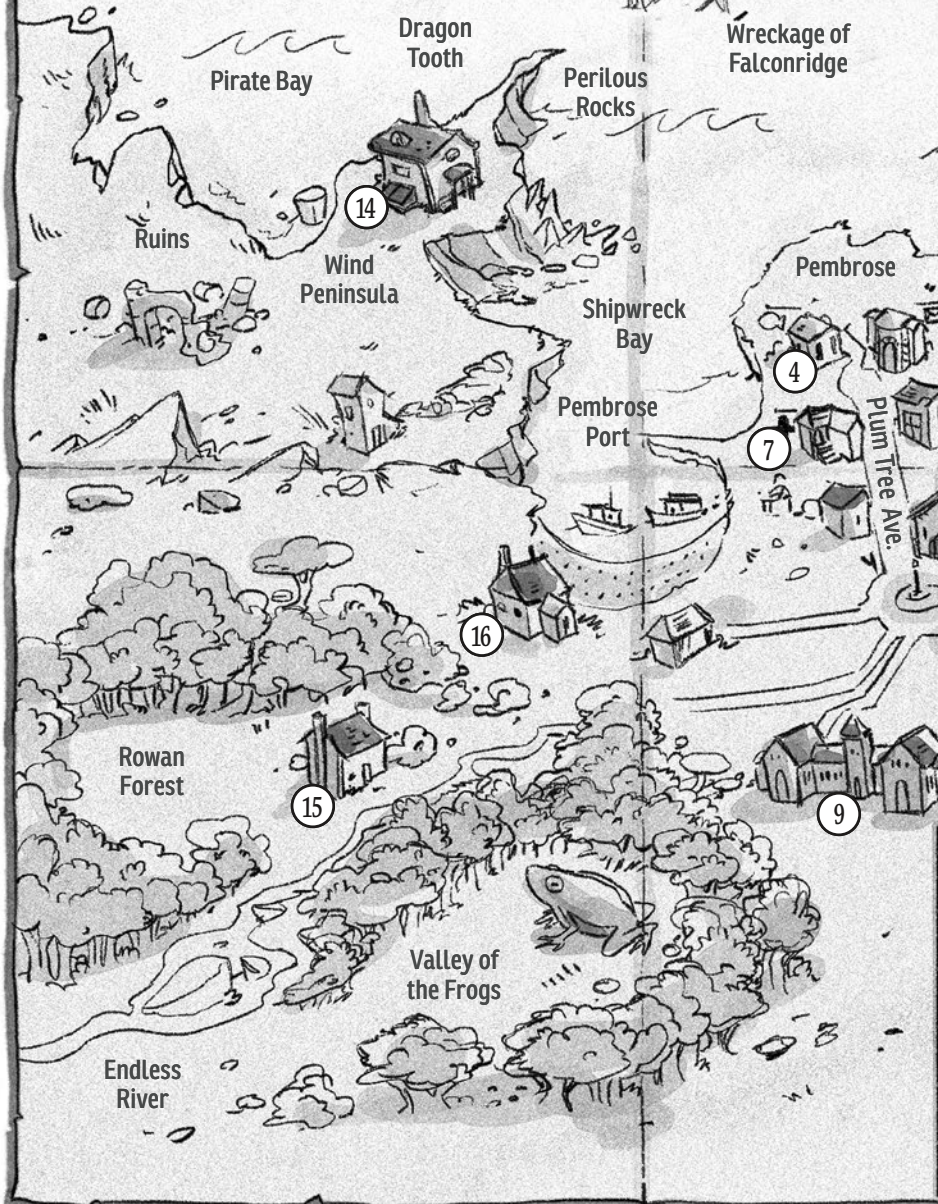 Dragon
Tooth
Wreckage of
Falconridge
Pirate Bay
Perilous
Rocks
14
Ruins
Wind
Peninsula
Pembrose
Shipwreck
Bay
4
Pembrose
Port
7
Plum Tree Ave.
16
Rowan
Forest
15
9
Valley of
the Frogs
Endless
River